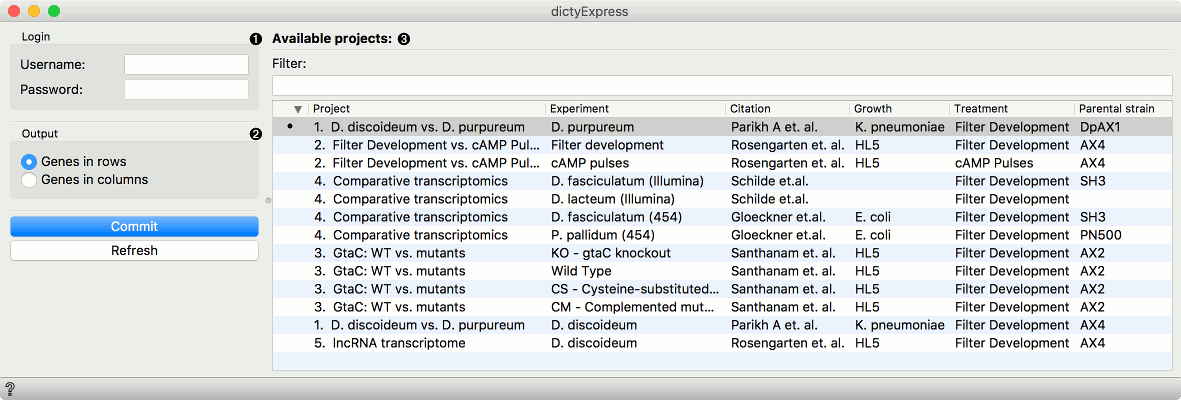 dictyExpress
Login ❶
Username:
Password:
Output ❷
Genes in rows
Genes in columns
Commit
Refresh
Available projects: ❸
Filter:
▼ Project Experiment Citation Growth Treatment Parental strain
• 1. D. discoideum vs. D. purpureum D. purpureum Parikh A et. al. K. pneumoniae Filter Development DpAX1
2. Filter Development vs. cAMP Pul... Filter development Rosengarten et. al. HL5 Filter Development AX4
2. Filter Development vs. cAMP Pul... cAMP pulses Rosengarten et. al. HL5 cAMP Pulses AX4
4. Comparative transcriptomics D. fasciculatum (Illumina) Schilde et.al. Filter Development SH3
4. Comparative transcriptomics D. lacteum (Illumina) Schilde et.al. Filter Development
4. Comparative transcriptomics D. fasciculatum (454) Gloeckner et.al. E. coli Filter Development SH3
4. Comparative transcriptomics P. pallidum (454) Gloeckner et.al. E. coli Filter Development PN500
3. GtaC: WT vs. mutants KO - gtaC knockout Santhanam et. al. HL5 Filter Development AX2
3. GtaC: WT vs. mutants Wild Type Santhanam et. al. HL5 Filter Development AX2
3. GtaC: WT vs. mutants CS - Cysteine-substituted... Santhanam et. al. HL5 Filter Development AX2
3. GtaC: WT vs. mutants CM - Complemented mut... Santhanam et. al. HL5 Filter Development AX2
1. D. discoideum vs. D. purpureum D. discoideum Parikh A et. al. K. pneumoniae Filter Development AX4
5. lncRNA transcriptome D. discoideum Rosengarten et. al. HL5 Filter Development AX4
?